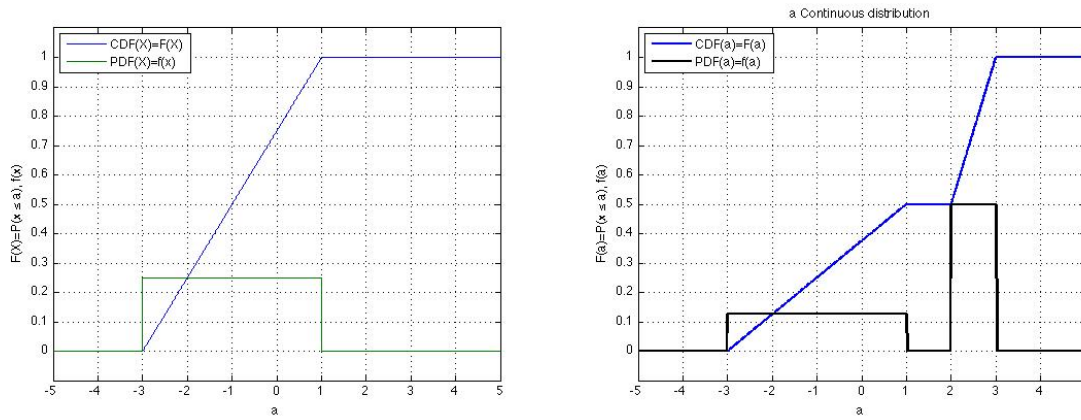 CDF(X)=F(X)
PDF(X)=f(x)
1
0.9
0.8
0.7
0.6
0.5
0.4
0.3
0.2
0.1
0
F(X)=P(x ≤ a), f(x)
-5 -4 -3 -2 -1 0 1 2 3 4 5
a
a Continuous distribution
CDF(a)=F(a)
PDF(a)=f(a)
1
0.9
0.8
0.7
0.6
0.5
0.4
0.3
0.2
0.1
0
F(a)=P(x ≤ a), f(a)
-5 -4 -3 -2 -1 0 1 2 3 4
a